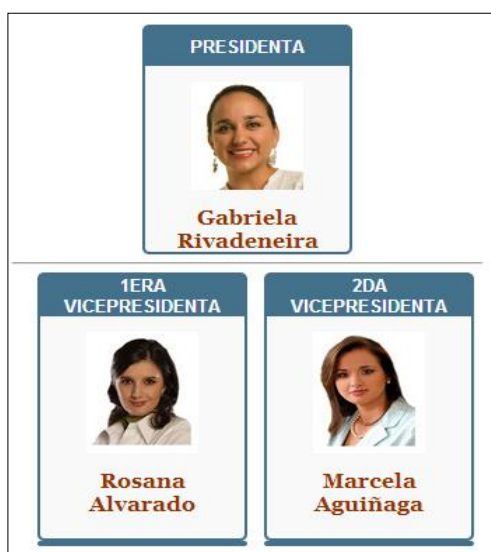 PRESIDENTA
Gabriela
Rivadeneira
1ERA
VICEPRESIDENTA
Rosana
Alvarado
2DA
VICEPRESIDENTA
Marcela
Aguiñaga